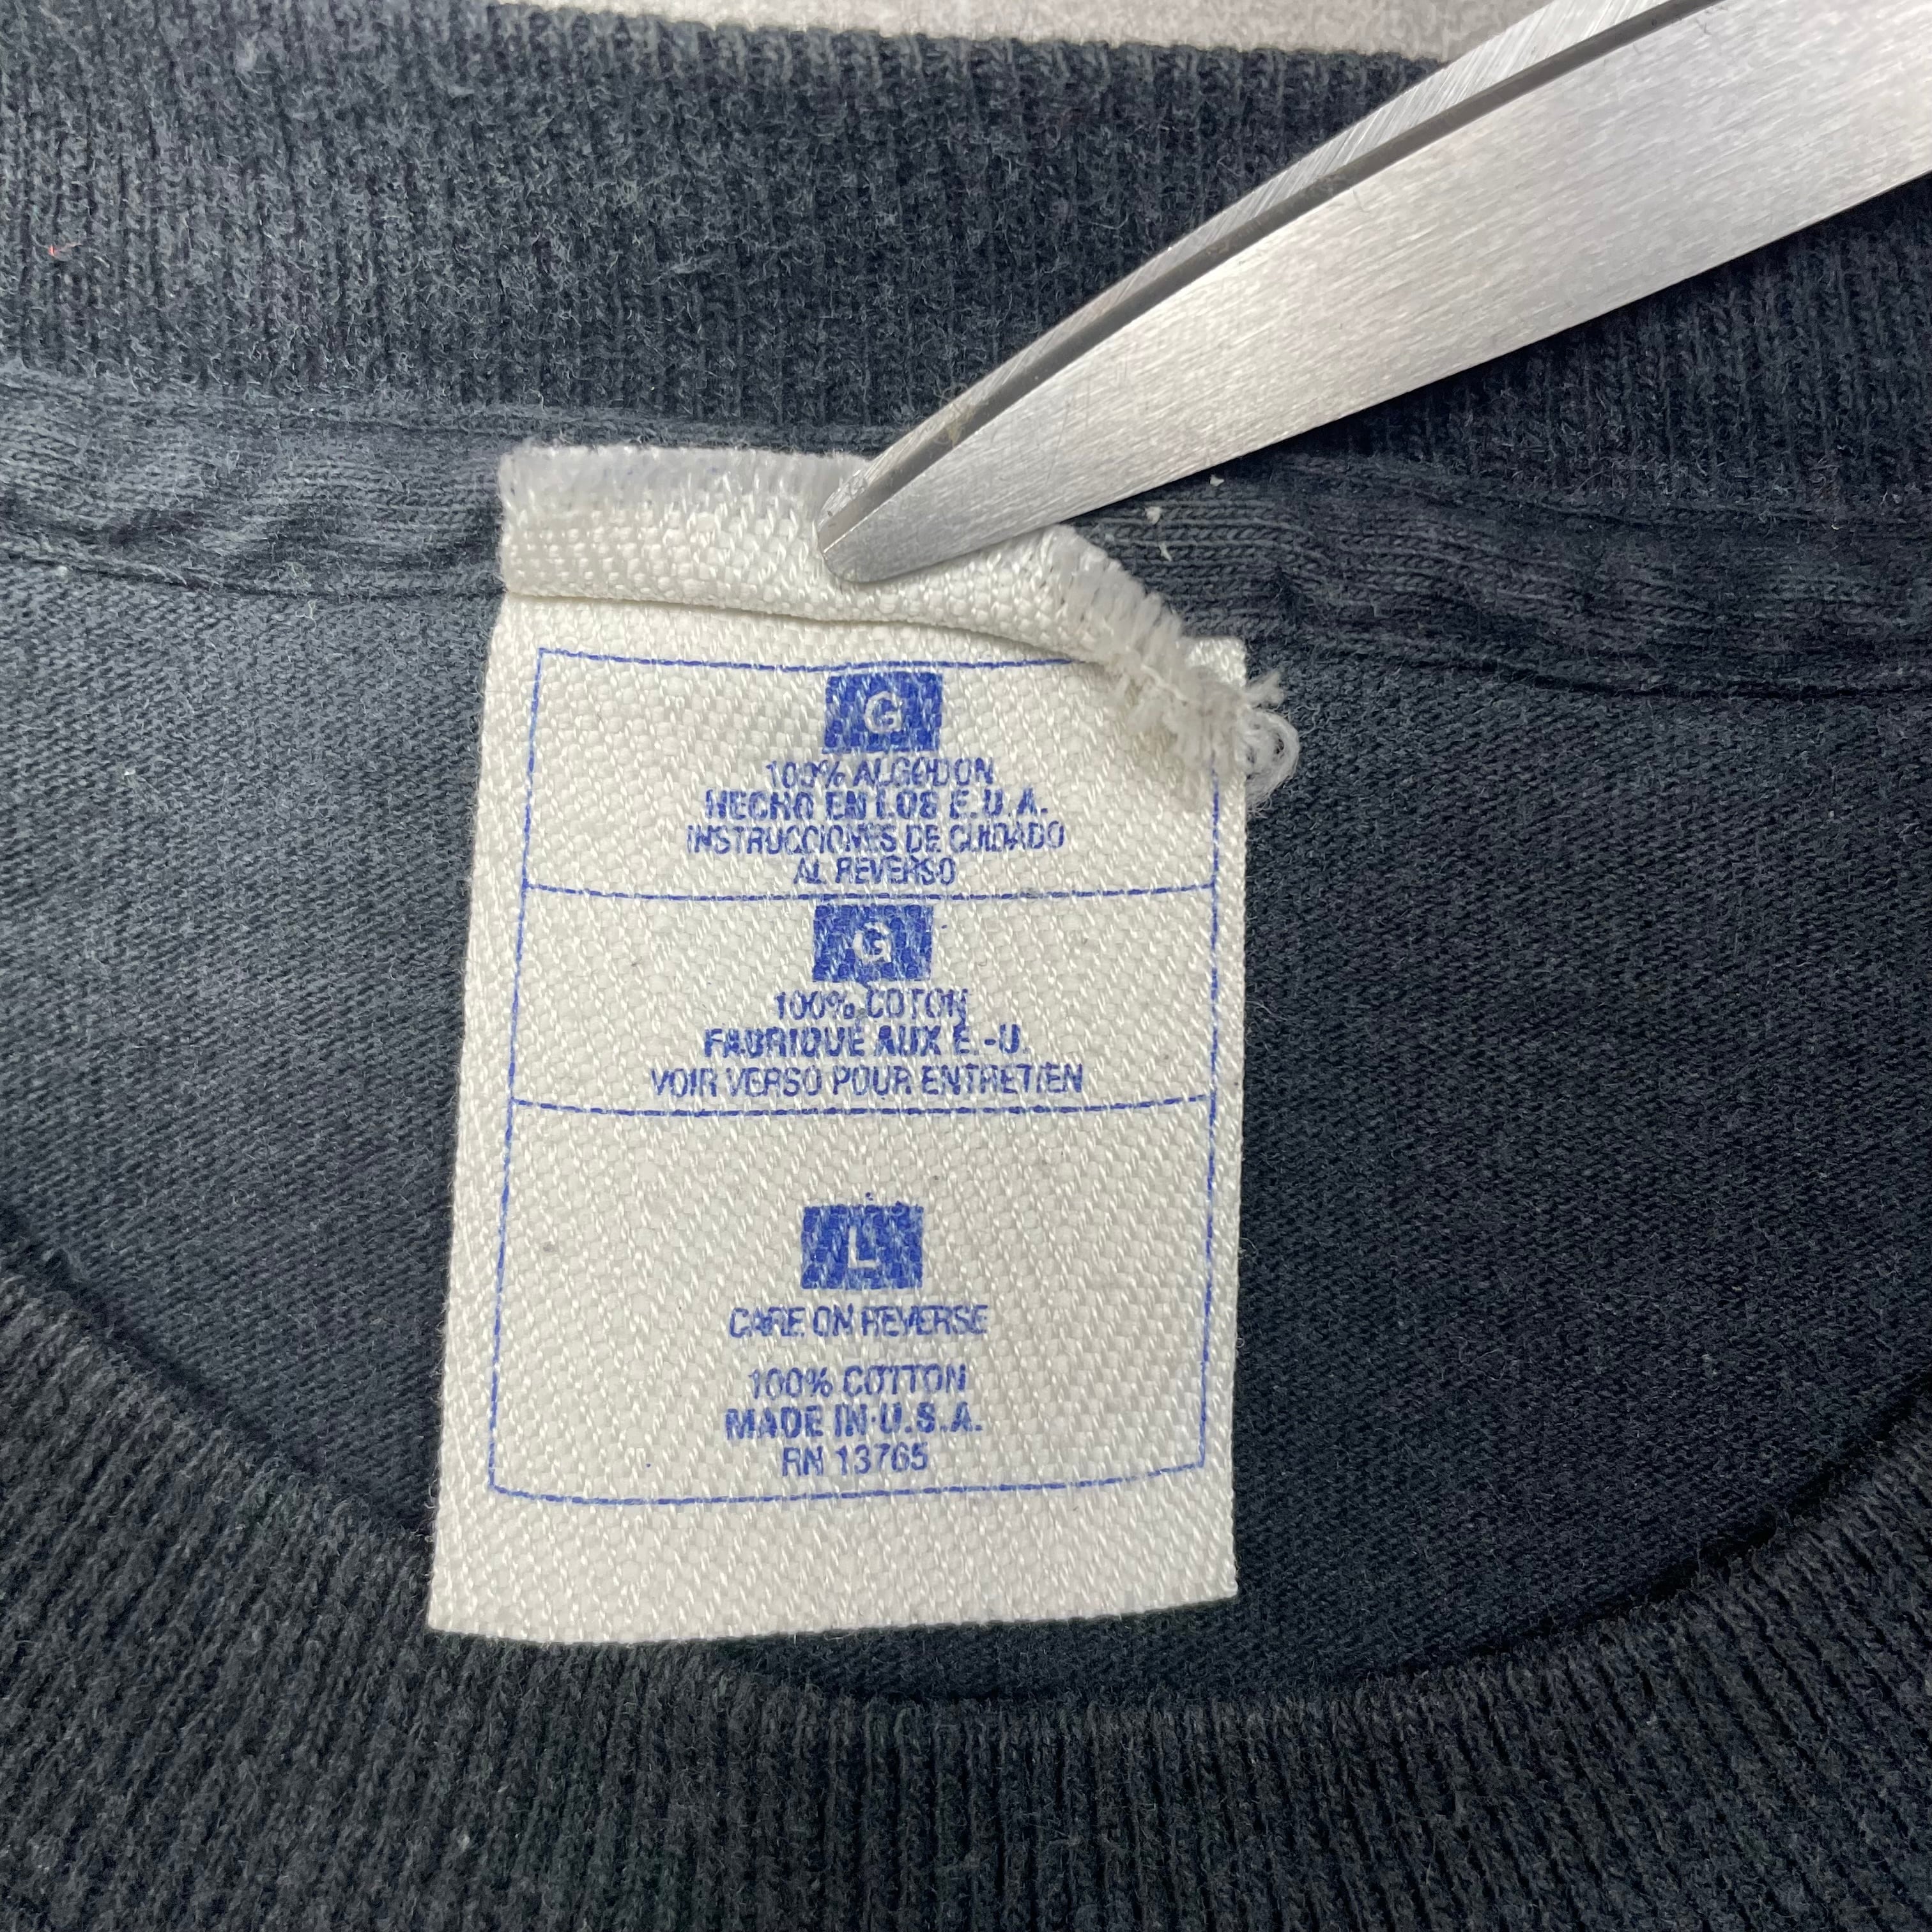 G
100% ALGODON
HECHO EN LOS E.U.A.
INSTRUCCIONES DE CUIDADO
AL REVERSO
G
100% COTON
FABRIQUÉ AUX É.-U.
VOIR VERSO POUR ENTRETIEN
L
CARE ON REVERSE
100% COTTON
MADE IN U.S.A.
RN 13765